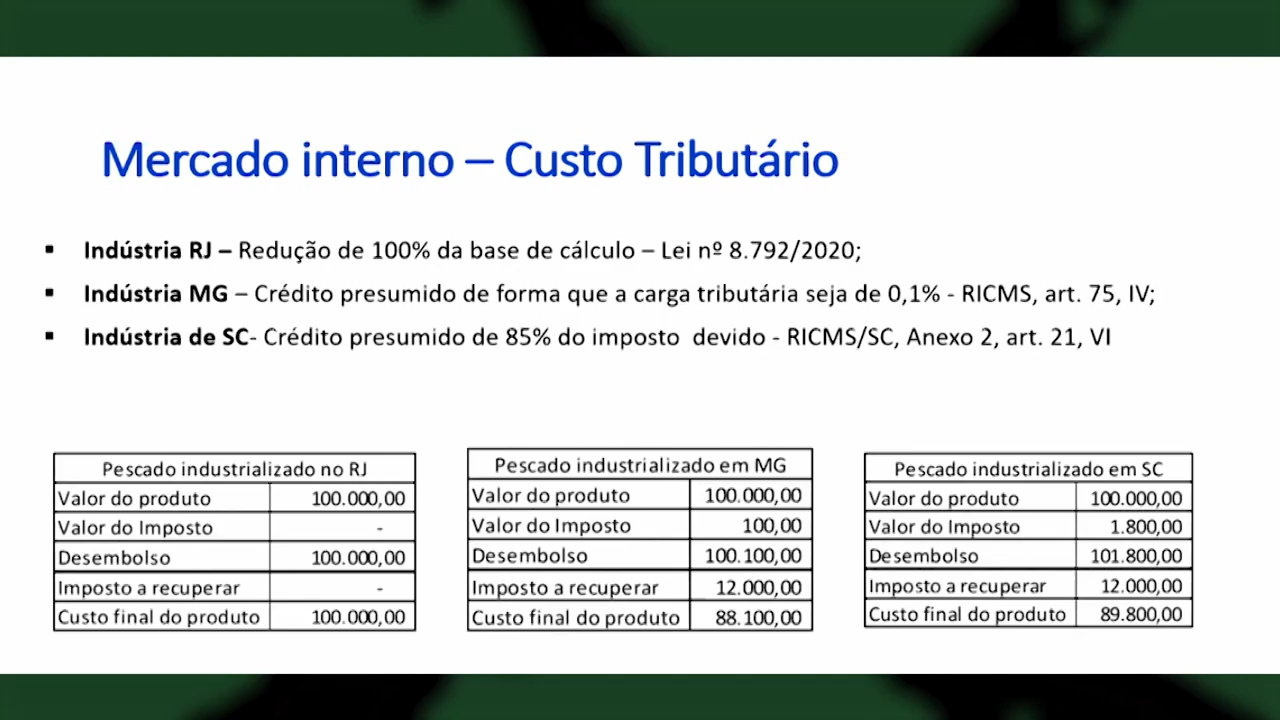 Mercado interno – Custo Tributário
▪ Indústria RJ – Redução de 100% da base de cálculo – Lei nº 8.792/2020;
▪ Indústria MG – Crédito presumido de forma que a carga tributária seja de 0,1% - RICMS, art. 75, IV;
▪ Indústria de SC- Crédito presumido de 85% do imposto devido - RICMS/SC, Anexo 2, art. 21, VI
Pescado industrializado no RJ
Valor do produto 100.000,00
Valor do Imposto -
Desembolso 100.000,00
Imposto a recuperar -
Custo final do produto 100.000,00
Pescado industrializado em MG
Valor do produto 100.000,00
Valor do Imposto 100,00
Desembolso 100.100,00
Imposto a recuperar 12.000,00
Custo final do produto 88.100,00
Pescado industrializado em SC
Valor do produto 100.000,00
Valor do Imposto 1.800,00
Desembolso 101.800,00
Imposto a recuperar 12.000,00
Custo final do produto 89.800,00